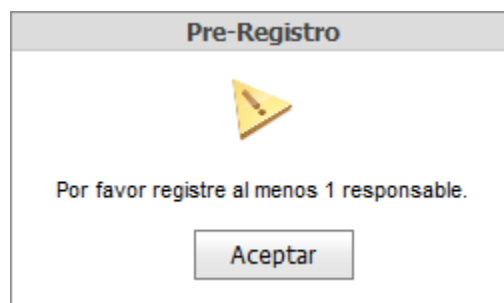 Pre-Registro
Por favor registre al menos 1 responsable.
Aceptar